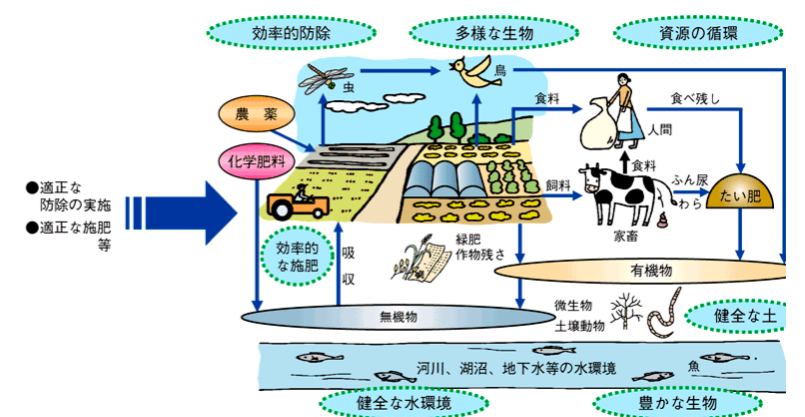 効率的防除
多様な生物
資源の循環
虫
鳥
農　薬
化学肥料
食料
食べ残し
人間
食料
飼料
ふん尿
わら
たい肥
家畜
●適正な
防除の実施
●適正な施肥
等
効率的
な施肥
吸
収
緑肥
作物残さ
有機物
無機物
微生物
土壌動物
健全な土
河川、湖沼、地下水等の水環境
魚
健全な水環境
豊かな生物